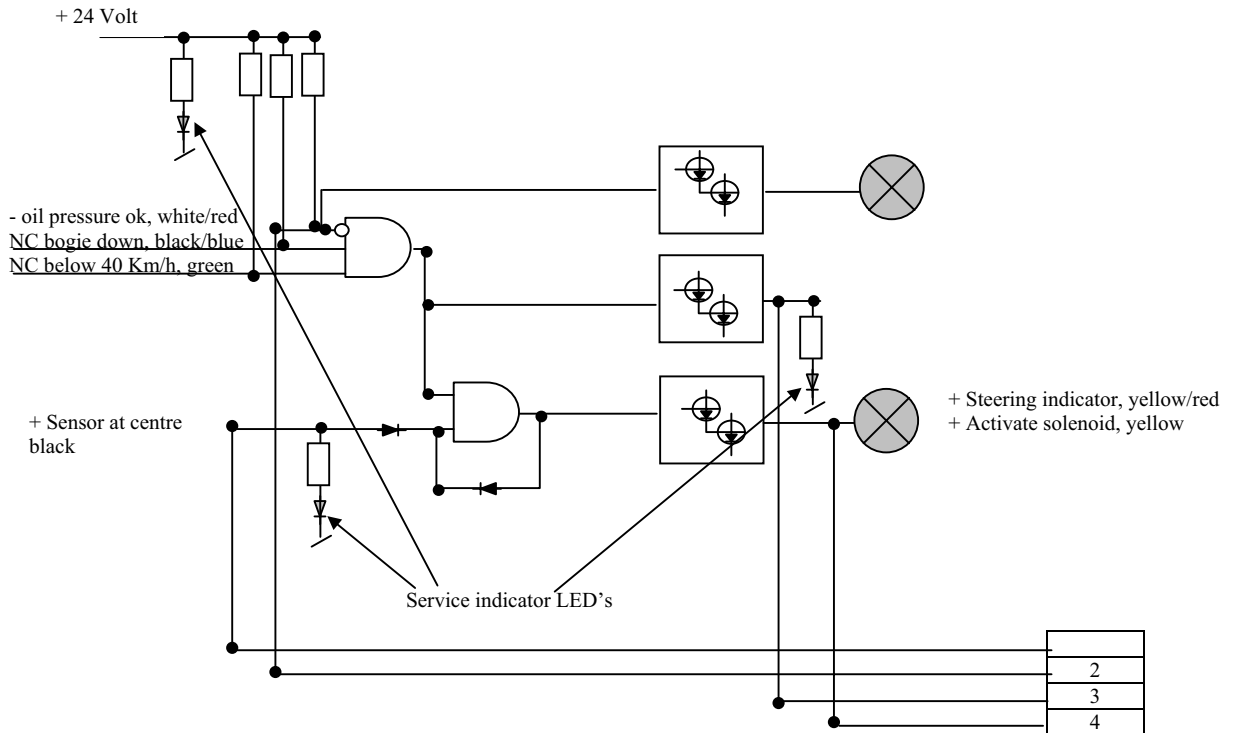 + 24 Volt
- oil pressure ok, white/red
NC bogie down, black/blue
NC below 40 Km/h, green
+ Sensor at centre
black
+ Steering indicator, yellow/red
+ Activate solenoid, yellow
Service indicator LED's
2
3
4